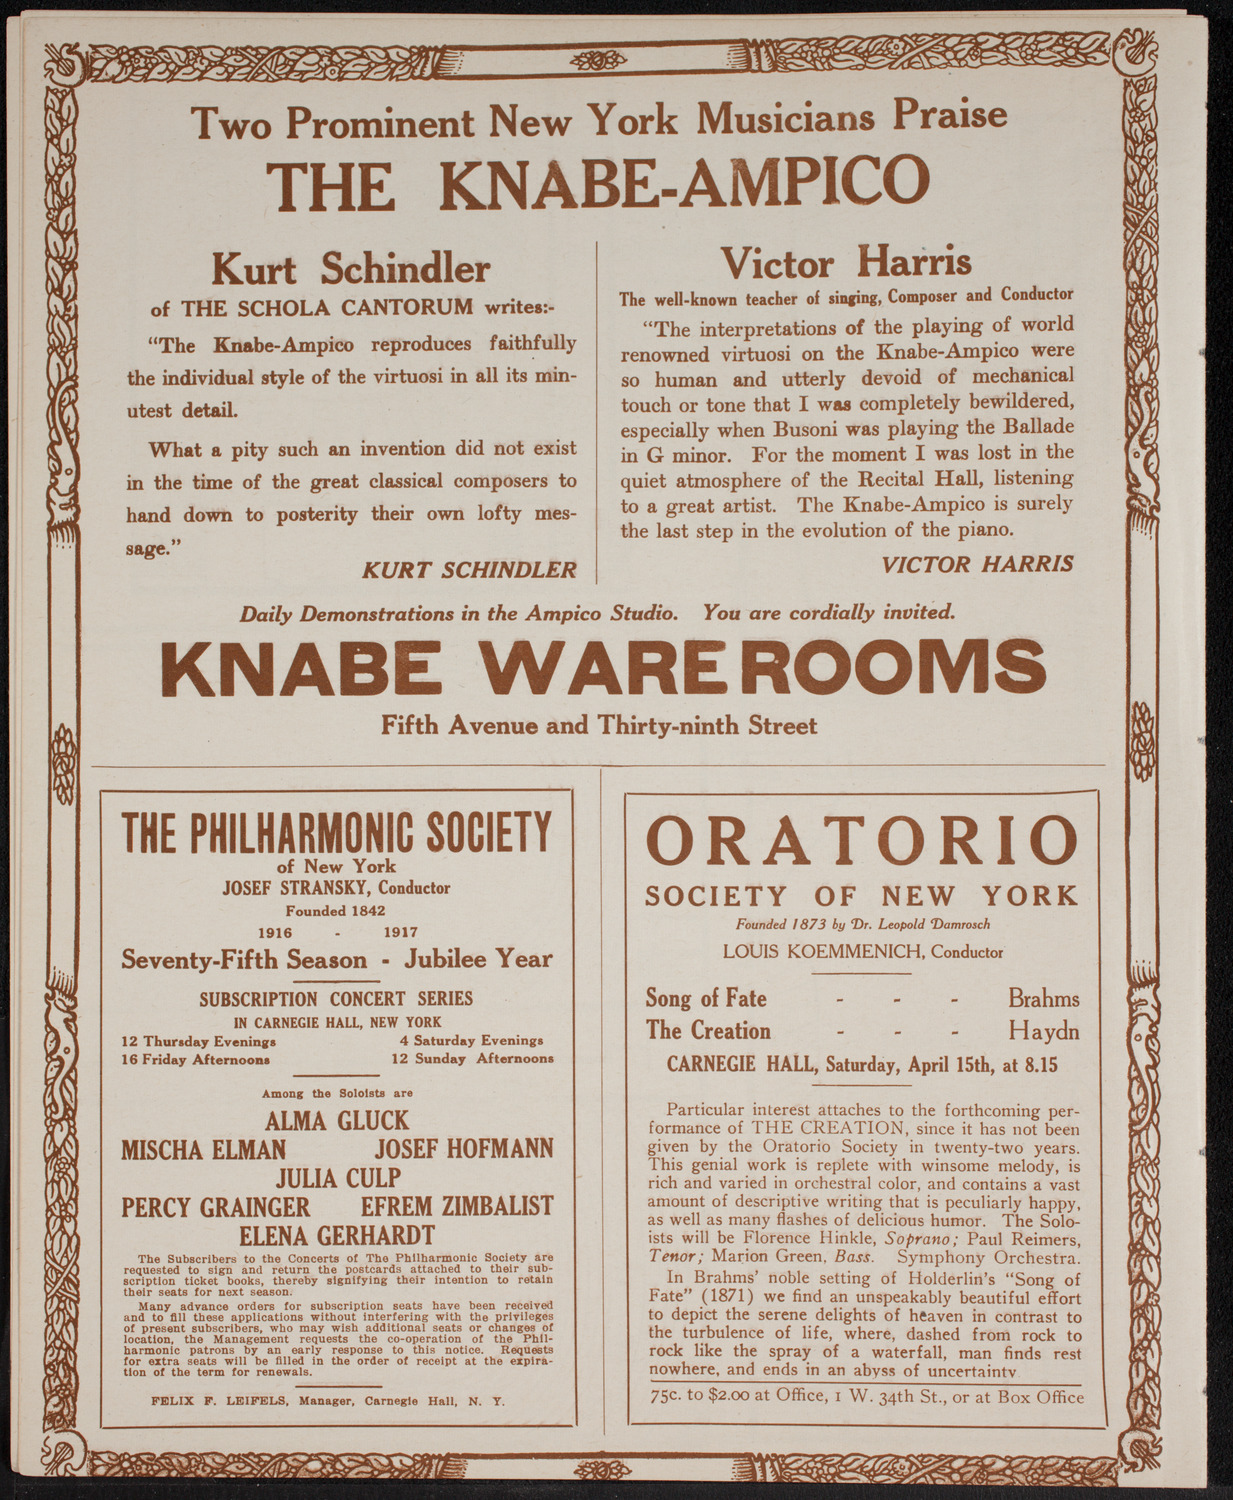 Two Prominent New York Musicians Praise
THE KNABE-AMPICO
Kurt Schindler
of THE SCHOLA CANTORUM writes:-
“The Knabe-Ampico reproduces faithfully
the individual style of the virtuosi in all its min-
utest detail.
What a pity such an invention did not exist
in the time of the great classical composers to
hand down to posterity their own lofty mes-
sage.”
KURT SCHINDLER
Victor Harris
The well-known teacher of singing, Composer and Conductor
“The interpretations of the playing of world
renowned virtuosi on the Knabe-Ampico were
so human and utterly devoid of mechanical
touch or tone that I was completely bewildered,
especially when Busoni was playing the Ballade
in G minor. For the moment I was lost in the
quiet atmosphere of the Recital Hall, listening
to a great artist. The Knabe-Ampico is surely
the last step in the evolution of the piano.
VICTOR HARRIS
Daily Demonstrations in the Ampico Studio. You are cordially invited.
KNABE WAREROOMS
Fifth Avenue and Thirty-ninth Street
THE PHILHARMONIC SOCIETY
of New York
JOSEF STRANSKY, Conductor
Founded 1842
1916 - 1917
Seventy-Fifth Season - Jubilee Year
SUBSCRIPTION CONCERT SERIES
IN CARNEGIE HALL, NEW YORK
12 Thursday Evenings 4 Saturday Evenings
16 Friday Afternoons 12 Sunday Afternoons
Among the Soloists are
ALMA GLUCK
MISCHA ELMAN JOSEF HOFMANN
JULIA CULP
PERCY GRAINGER EFREM ZIMBALIST
ELENA GERHARDT
The Subscribers to the Concerts of The Philharmonic Society are
requested to sign and return the postcards attached to their sub-
scription ticket books, thereby signifying their intention to retain
their seats for next season.
Many advance orders for subscription seats have been received
and to fill these applications without interfering with the privileges
of present subscribers, who may wish additional seats or changes of
location, the Management requests the co-operation of the Phil-
harmonic patrons by an early response to this notice. Requests
for extra seats will be filled in the order of receipt at the expira-
tion of the term for renewals.
FELIX F. LEIFELS, Manager, Carnegie Hall, N. Y.
ORATORIO
SOCIETY OF NEW YORK
Founded 1873 by Dr. Leopold Damrosch
LOUIS KOEMMENICH, Conductor
Song of Fate - - - Brahms
The Creation - - - Haydn
CARNEGIE HALL, Saturday, April 15th, at 8.15
Particular interest attaches to the forthcoming per-
formance of THE CREATION, since it has not been
given by the Oratorio Society in twenty-two years.
This genial work is replete with winsome melody, is
rich and varied in orchestral color, and contains a vast
amount of descriptive writing that is peculiarly happy,
as well as many flashes of delicious humor. The Solo-
ists will be Florence Hinkle, Soprano; Paul Reimers,
Tenor; Marion Green, Bass. Symphony Orchestra.
In Brahms’ noble setting of Holderlin’s “Song of
Fate” (1871) we find an unspeakably beautiful effort
to depict the serene delights of heaven in contrast to
the turbulence of life, where, dashed from rock to
rock like the spray of a waterfall, man finds rest
nowhere, and ends in an abyss of uncertainty.
75c. to $2.00 at Office, 1 W. 34th St., or at Box Office